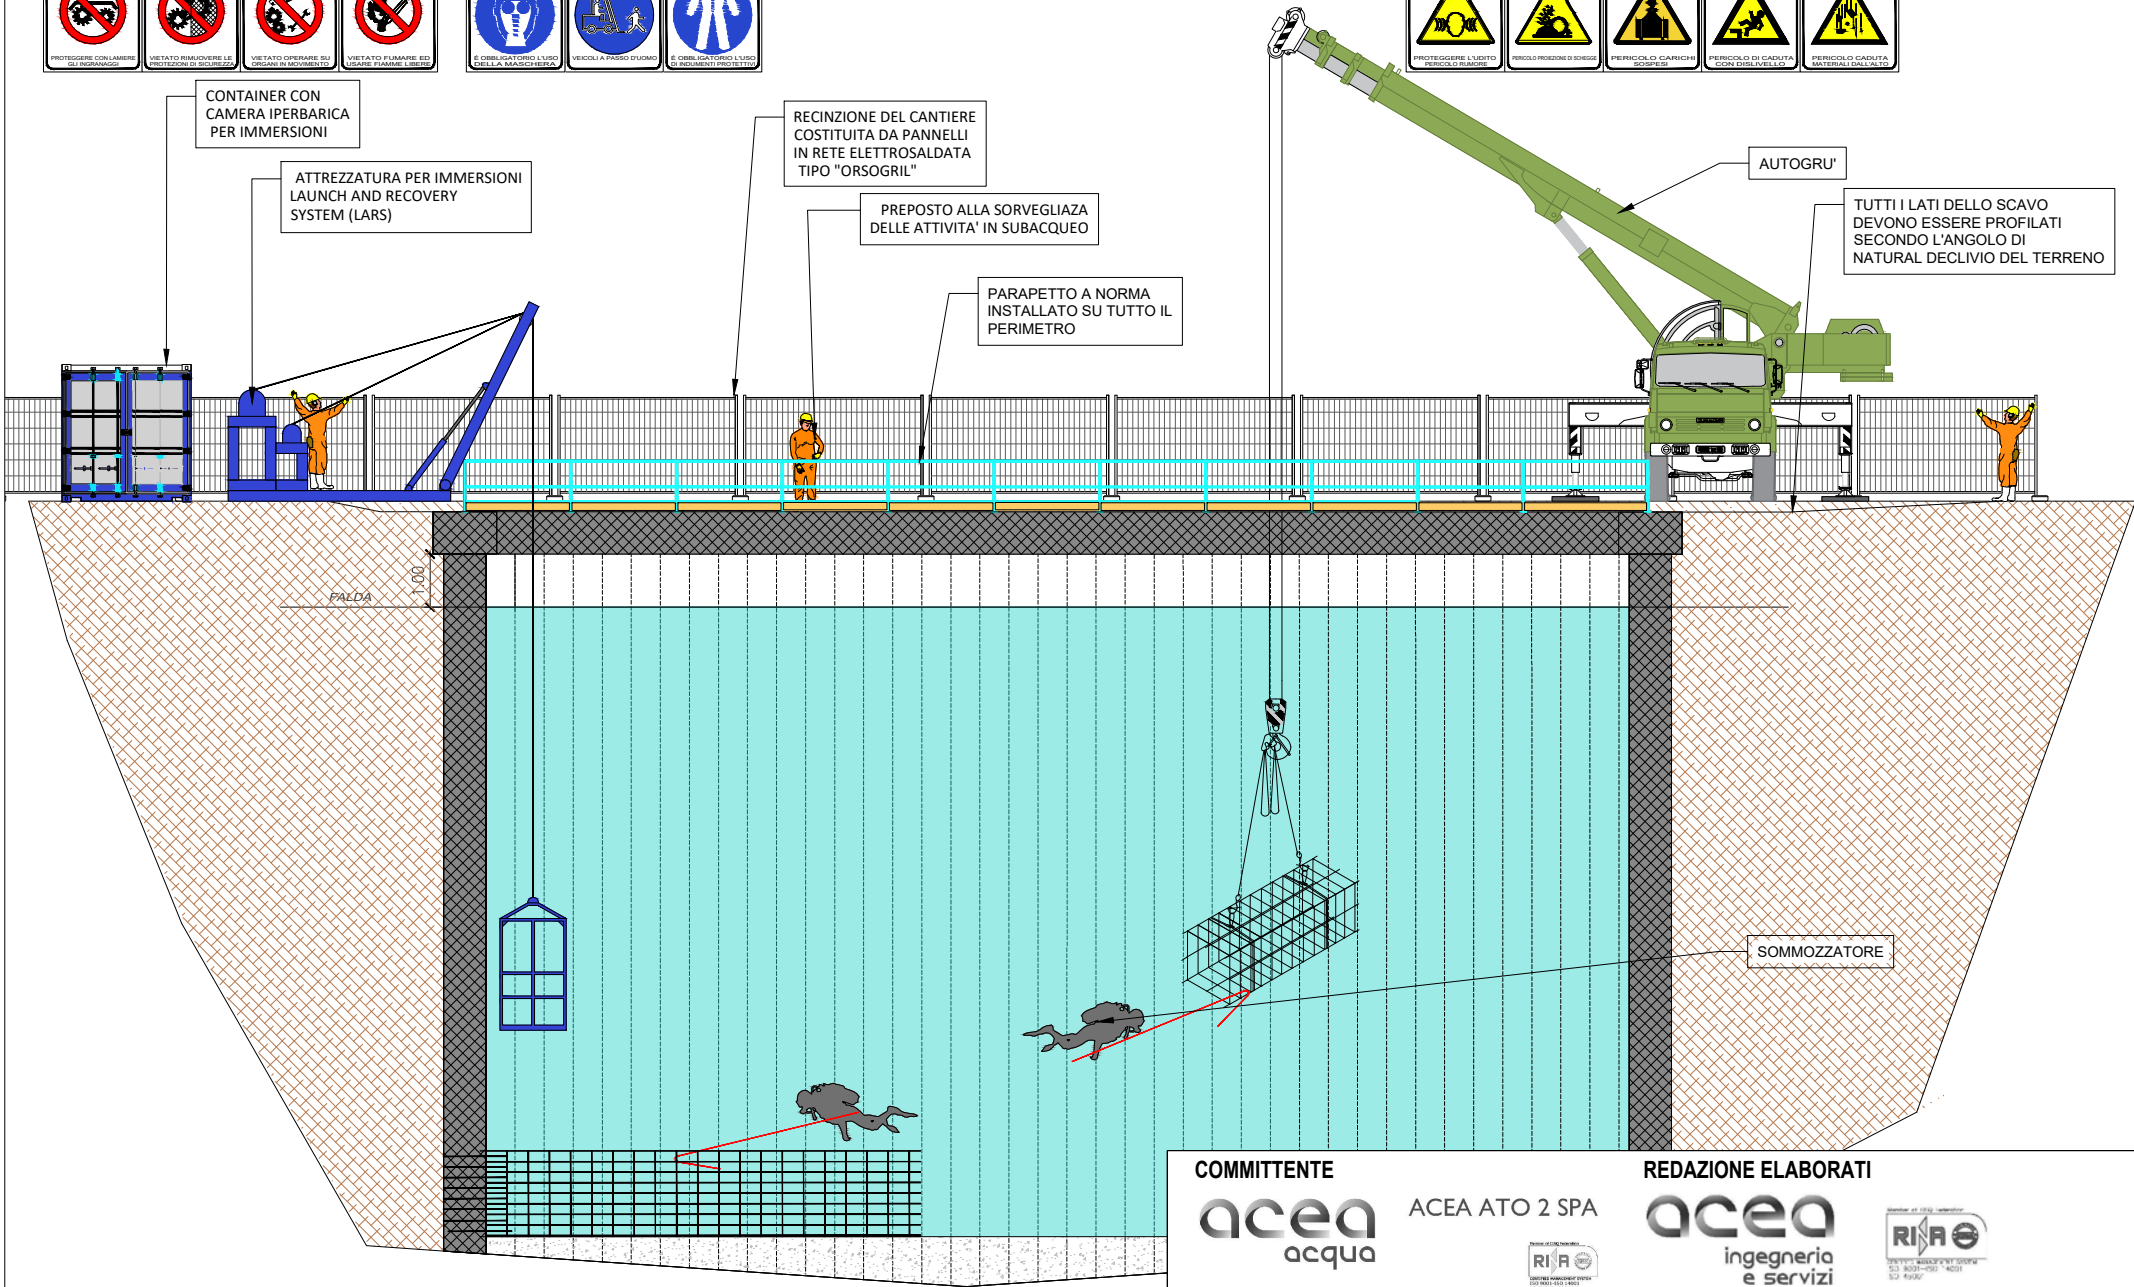 PROTEGGERE CON LAMIERE
GLI INGRANAGGI
VIETATO RIMUOVERE LE
PROTEZIONI DI SICUREZZA
VIETATO OPERARE SU
ORGANI IN MOVIMENTO
VIETATO FUMARE ED
USARE FIAMME LIBERE
È OBBLIGATORIO L'USO
DELLA MASCHERA
VEICOLI A PASSO D'UOMO
È OBBLIGATORIO L'USO
DI INDUMENTI PROTETTIVI
PROTEGGERE L'UDITO
PERICOLO RUMORE
PERICOLO PROIEZIONE DI SCHEGGE
PERICOLO CARICHI
SOSPESI
PERICOLO DI CADUTA
CON DISLIVELLO
PERICOLO CADUTA
MATERIALI DALL'ALTO
CONTAINER CON
CAMERA IPERBARICA
PER IMMERSIONI
ATTREZZATURA PER IMMERSIONI
LAUNCH AND RECOVERY
SYSTEM (LARS)
RECINZIONE DEL CANTIERE
COSTITUITA DA PANNELLI
IN RETE ELETTROSALDATA
TIPO "ORSOGRIL"
PREPOSTO ALLA SORVEGLIAZA
DELLE ATTIVITA' IN SUBACQUEO
PARAPETTO A NORMA
INSTALLATO SU TUTTO IL
PERIMETRO
AUTOGRU'
TUTTI I LATI DELLO SCAVO
DEVONO ESSERE PROFILATI
SECONDO L'ANGOLO DI
NATURAL DECLIVIO DEL TERRENO
1.00
FALDA
SOMMOZZATORE
COMMITTENTE
acea
acqua
ACEA ATO 2 SPA
RINA
REDAZIONE ELABORATI
acea
ingegneria
e servizi
RINA